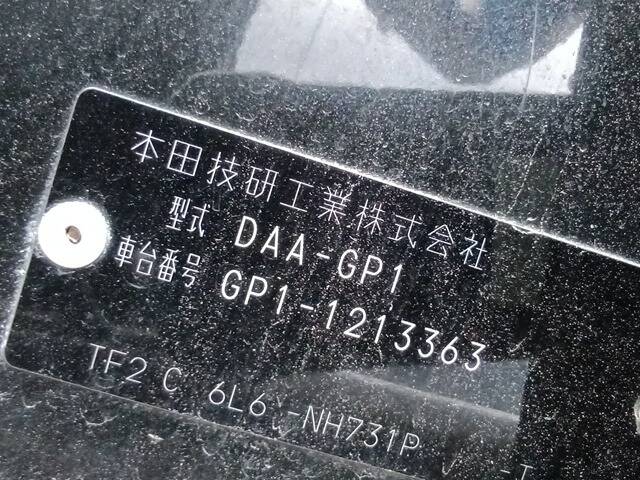 本田技研工業株式会社
型式 DAA-GP1
車台番号 GP1-1213363
TF2 C 6L6 -NH731P -T